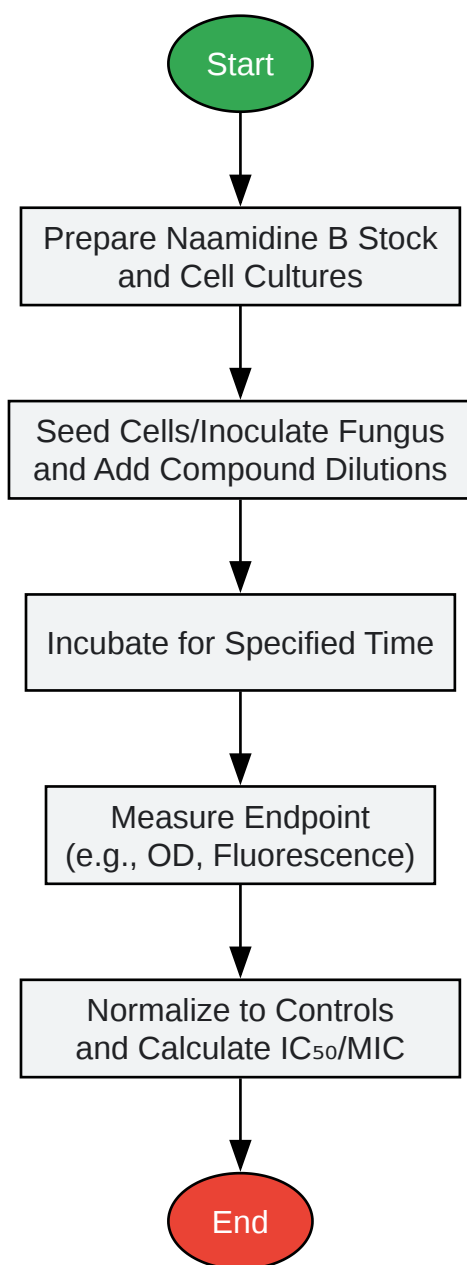 Start
Prepare Naamidine B Stock
and Cell Cultures
Seed Cells/Inoculate Fungus
and Add Compound Dilutions
Incubate for Specified Time
Measure Endpoint
(e.g., OD, Fluorescence)
Normalize to Controls
and Calculate IC₅₀/MIC
End